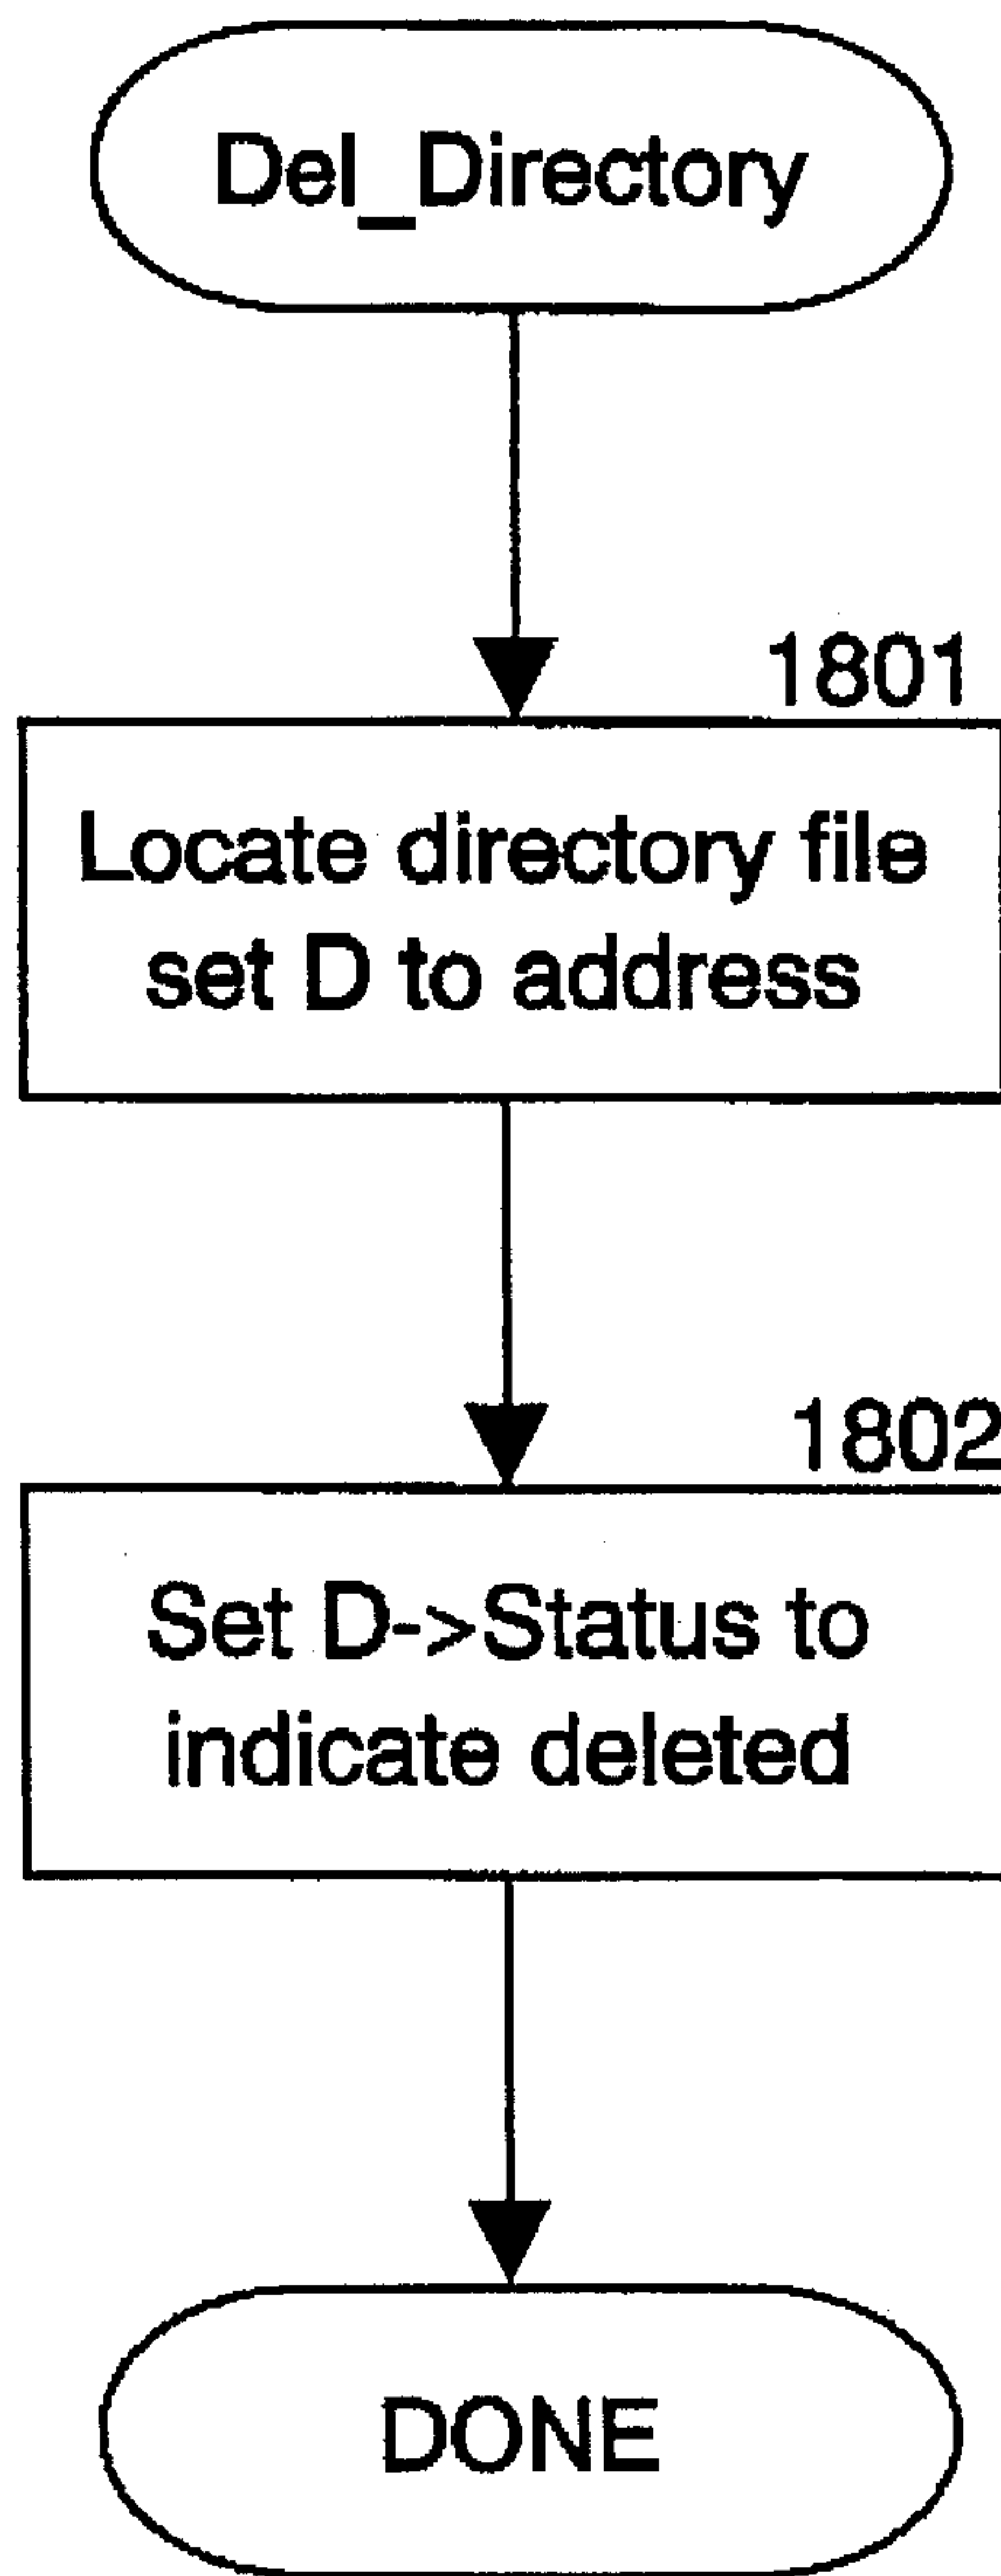 Del_Directory
1801
Locate directory file
set D to address
1802
Set D->Status to
indicate deleted
DONE